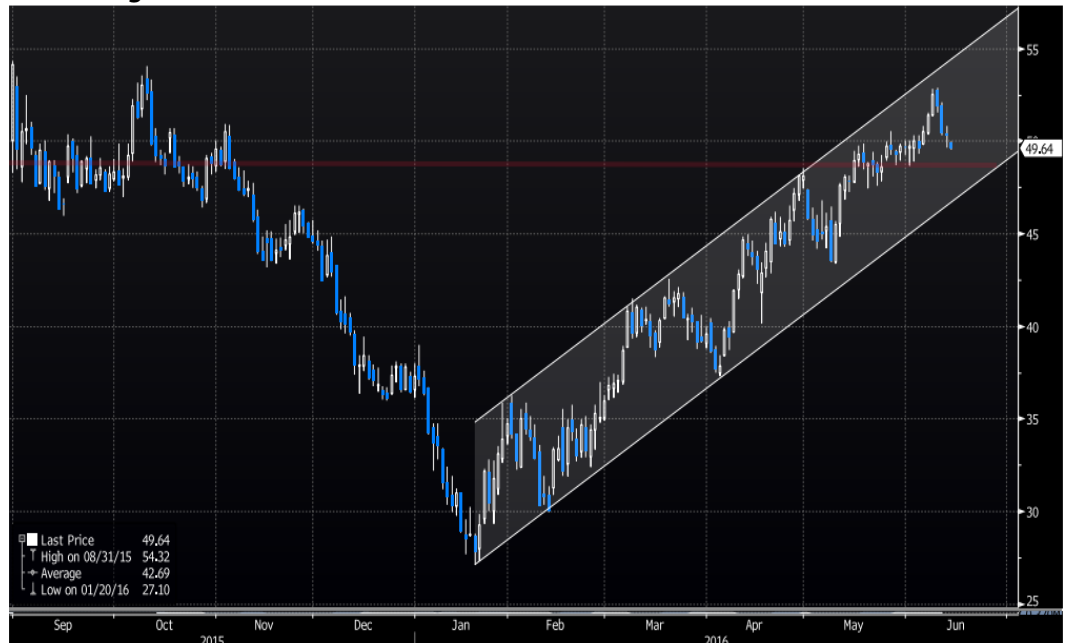 55
50
49.64
45
40
35
30
25
Last Price 49.64
High on 08/31/15 54.32
Average 42.69
Low on 01/20/16 27.10
Sep Oct Nov Dec Jan Feb Mar Apr May Jun
2015 2016